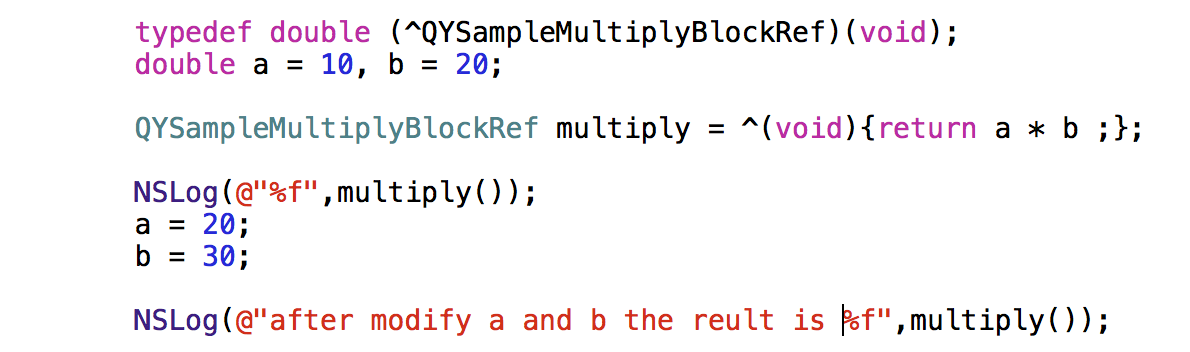 typedef double (^QYSampleMultiplyBlockRef)(void);
double a = 10, b = 20;
QYSampleMultiplyBlockRef multiply = ^(void){return a * b ;};
NSLog(@"%f",multiply());
a = 20;
b = 30;
NSLog(@"after modify a and b the reult is %f",multiply());